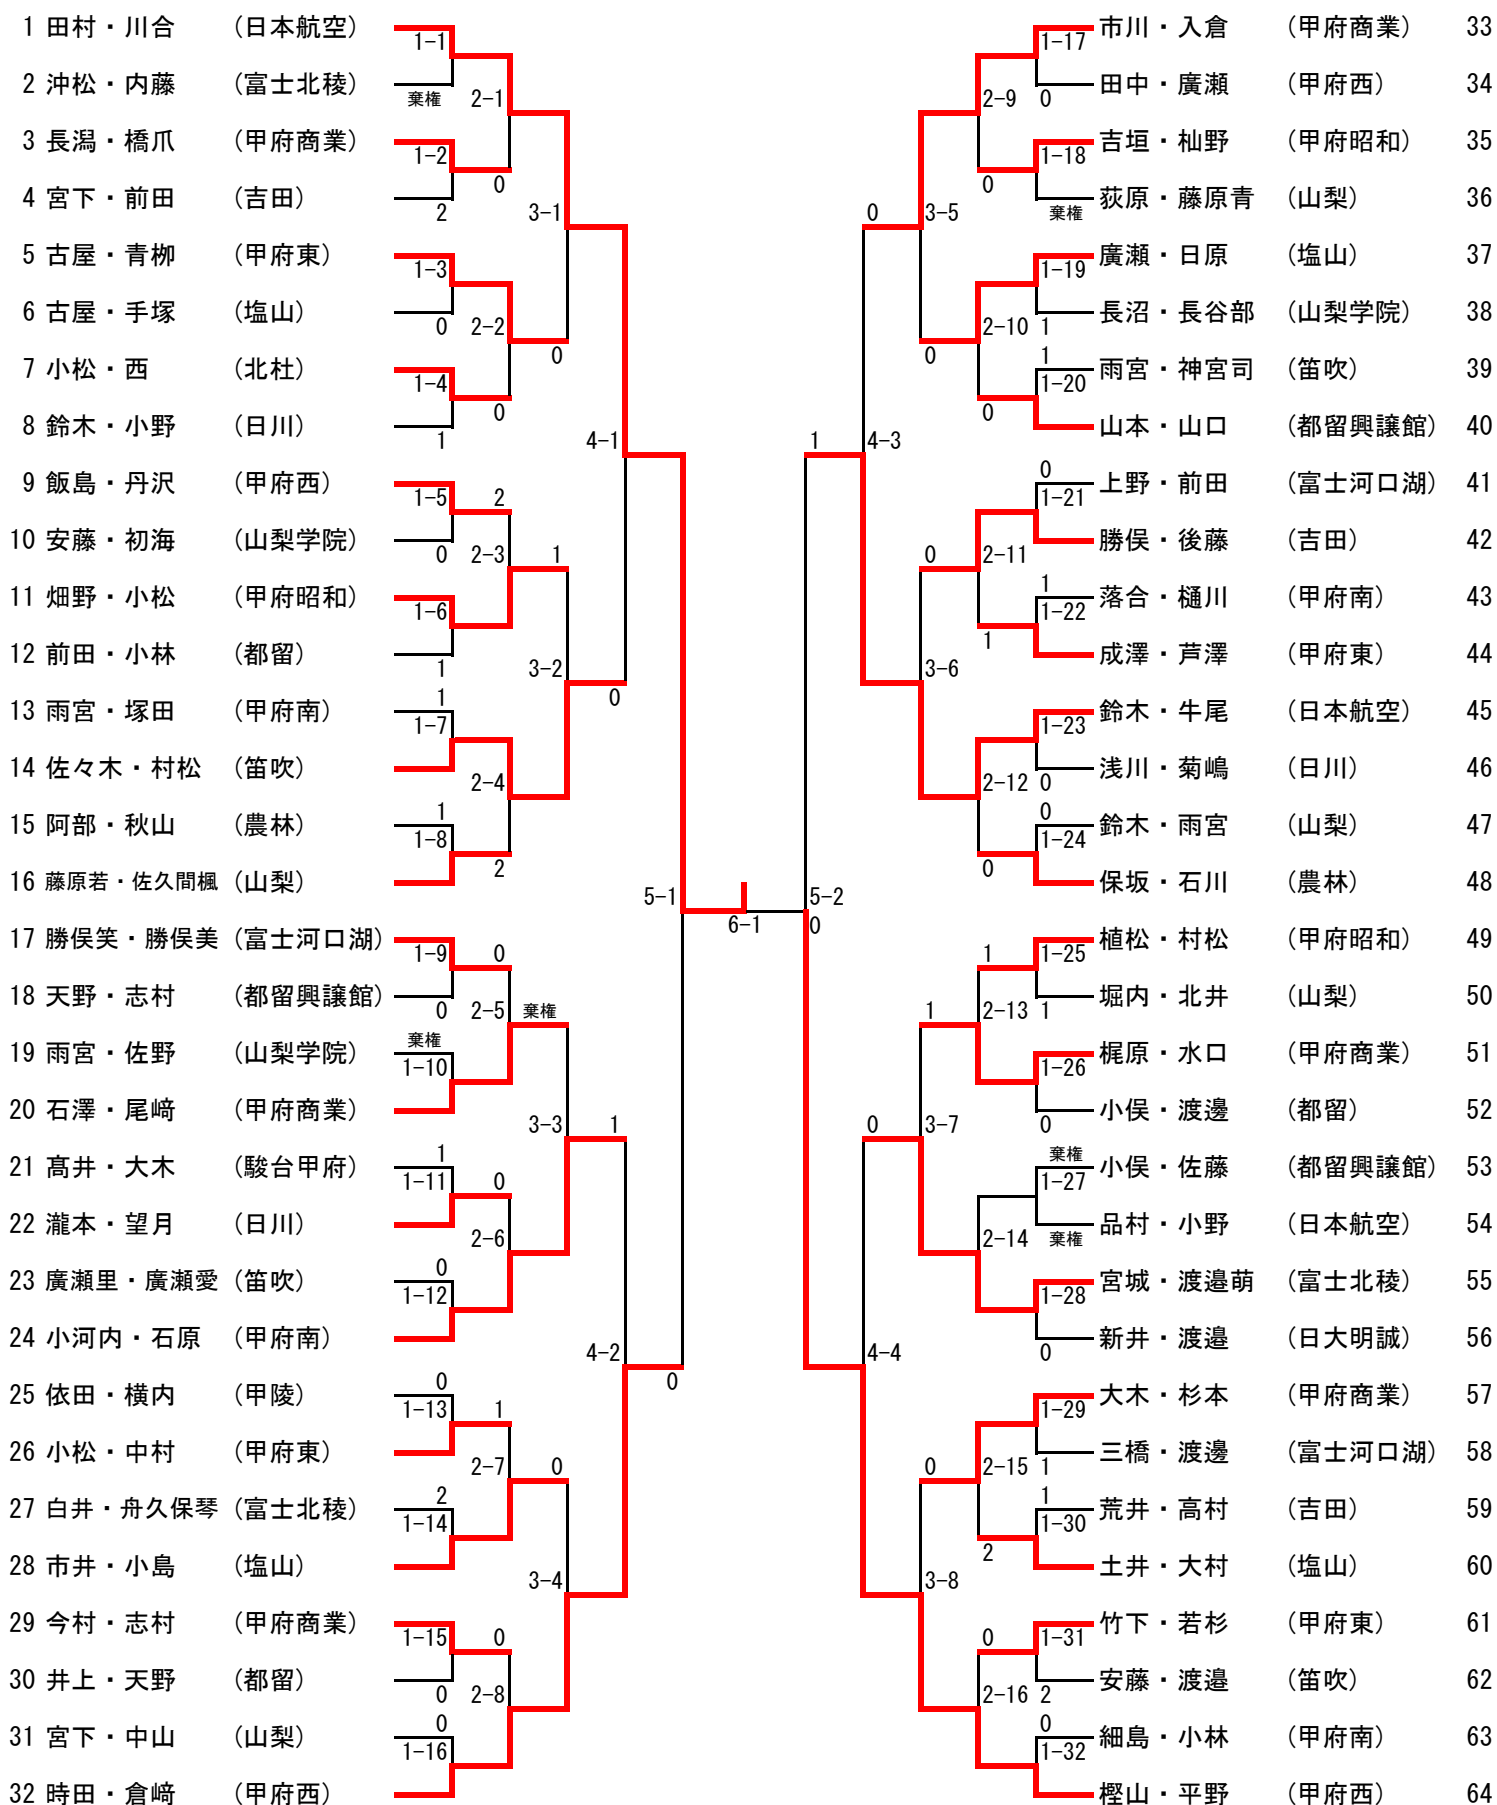 1 田村・川合 (日本航空) 市川・入倉 (甲府商業) 33
1-1 1-17
2 沖松・内藤 (富士北稜) 田中・廣瀬 (甲府西) 34
棄権 2-1 2-9 0
3 長潟・橋爪 (甲府商業) 吉垣・杣野 (甲府昭和) 35
1-2 1-18
0 0
4 宮下・前田 (吉田) 荻原・藤原青 (山梨) 36
2 3-1 0 3-5 棄権
5 古屋・青栁 (甲府東) 廣瀬・日原 (塩山) 37
1-3 1-19
6 古屋・手塚 (塩山) 長沼・長谷部 (山梨学院) 38
0 2-2 2-10 1
0 0 1
7 小松・西 (北杜) 雨宮・神宮司 (笛吹) 39
1-4 1-20
0 0
8 鈴木・小野 (日川) 山本・山口 (都留興譲館) 40
1 4-1 1 4-3
0
9 飯島・丹沢 (甲府西) 上野・前田 (富士河口湖) 41
1-5 2 1-21
10 安藤・初海 (山梨学院) 勝俣・後藤 (吉田) 42
0 2-3 1 0 2-11
1
11 畑野・小松 (甲府昭和) 落合・樋川 (甲府南) 43
1-6 1-22
1
12 前田・小林 (都留) 成澤・芦澤 (甲府東) 44
1 3-2 3-6
1 0
13 雨宮・塚田 (甲府南) 鈴木・牛尾 (日本航空) 45
1-7 1-23
14 佐々木・村松 (笛吹) 浅川・菊嶋 (日川) 46
2-4 2-12 0
1 0
15 阿部・秋山 (農林) 鈴木・雨宮 (山梨) 47
1-8 1-24
2 0
16 藤原若・佐久間楓 (山梨) 保坂・石川 (農林) 48
5-1 5-2
6-1 0
17 勝俣笑・勝俣美 (富士河口湖) 植松・村松 (甲府昭和) 49
1-9 0 1 1-25
18 天野・志村 (都留興譲館) 堀内・北井 (山梨) 50
0 2-5 棄権 1 2-13 1
棄権
19 雨宮・佐野 (山梨学院) 梶原・水口 (甲府商業) 51
1-10 1-26
20 石澤・尾﨑 (甲府商業) 小俣・渡邊 (都留) 52
3-3 1 0 3-7 0
1 棄権
21 髙井・大木 (駿台甲府) 小俣・佐藤 (都留興譲館) 53
1-11 0 1-27
22 瀧本・望月 (日川) 品村・小野 (日本航空) 54
2-6 2-14 棄権
0
23 廣瀬里・廣瀬愛 (笛吹) 宮城・渡邉萌 (富士北稜) 55
1-12 1-28
24 小河内・石原 (甲府南) 新井・渡邉 (日大明誠) 56
4-2 4-4 0
0 0
25 依田・横内 (甲陵) 大木・杉本 (甲府商業) 57
1-13 1 1-29
26 小松・中村 (甲府東) 三橋・渡邊 (富士河口湖) 58
2-7 0 0 2-15 1
2 1
27 白井・舟久保琴 (富士北稜) 荒井・高村 (吉田) 59
1-14 1-30
2
28 市井・小島 (塩山) 土井・大村 (塩山) 60
3-4 3-8
29 今村・志村 (甲府商業) 竹下・若杉 (甲府東) 61
1-15 0 0 1-31
30 井上・天野 (都留) 安藤・渡邉 (笛吹) 62
0 2-8 2-16 2
0 0
31 宮下・中山 (山梨) 細島・小林 (甲府南) 63
1-16 1-32
32 時田・倉﨑 (甲府西) 樫山・平野 (甲府西) 64